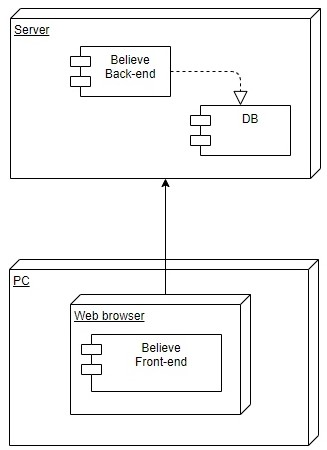 Server
Believe
Back-end
DB
PC
Web browser
Believe
Front-end